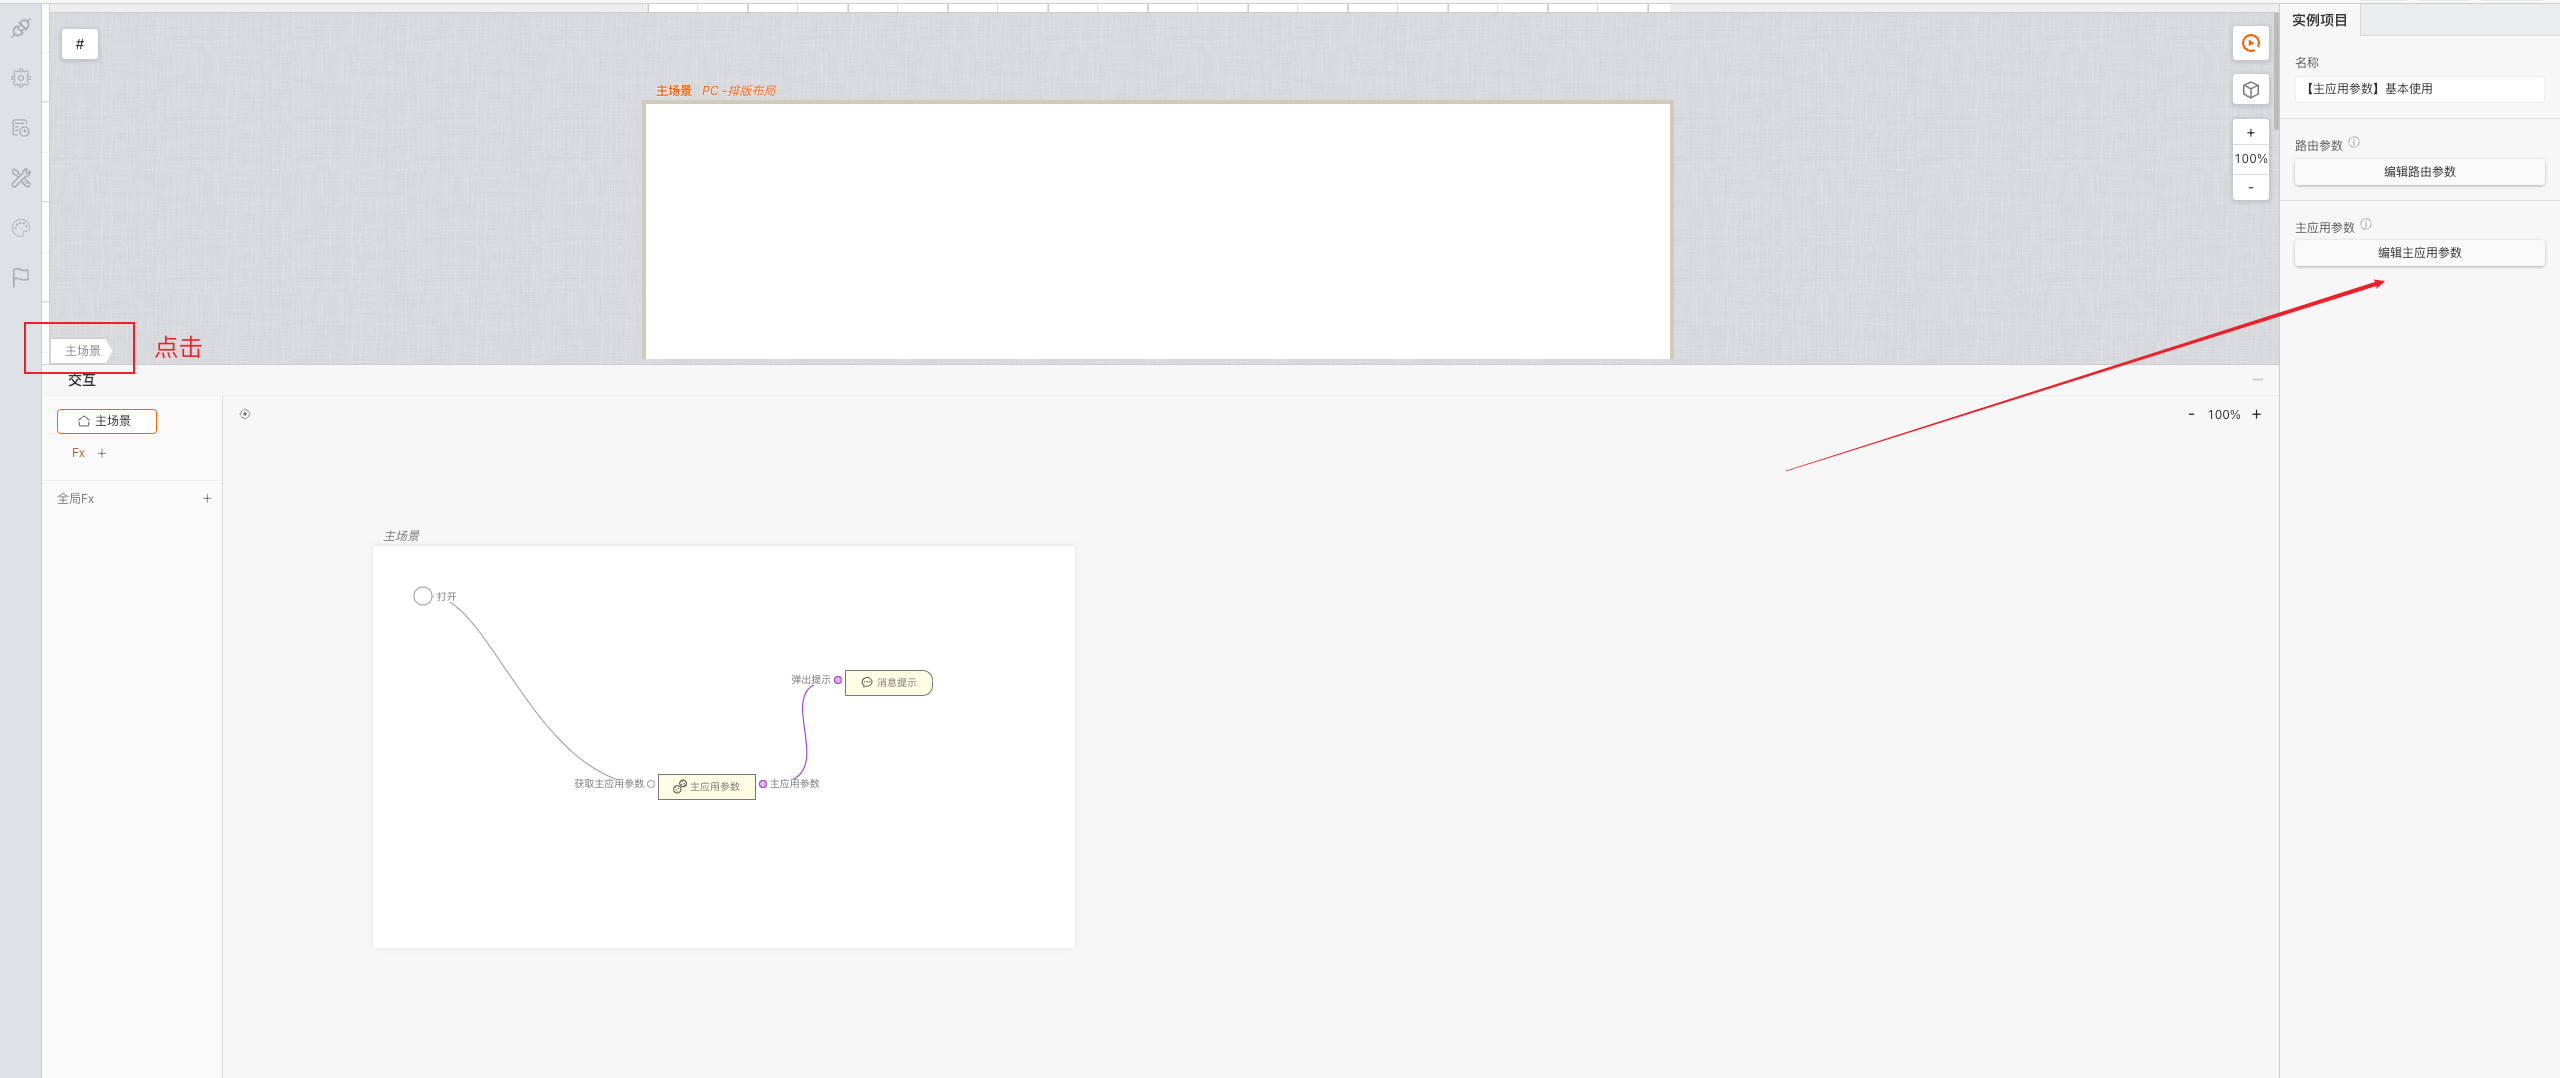 #
主场景 PC -排版布局
+
100%
-
主场景
点击
交互
主场景
Fx +
全局Fx +
- 100% +
主场景
打开
弹出提示
消息提示
获取主应用参数
主应用参数
主应用参数
实例项目
名称
【主应用参数】基本使用
路由参数
编辑路由参数
主应用参数
编辑主应用参数